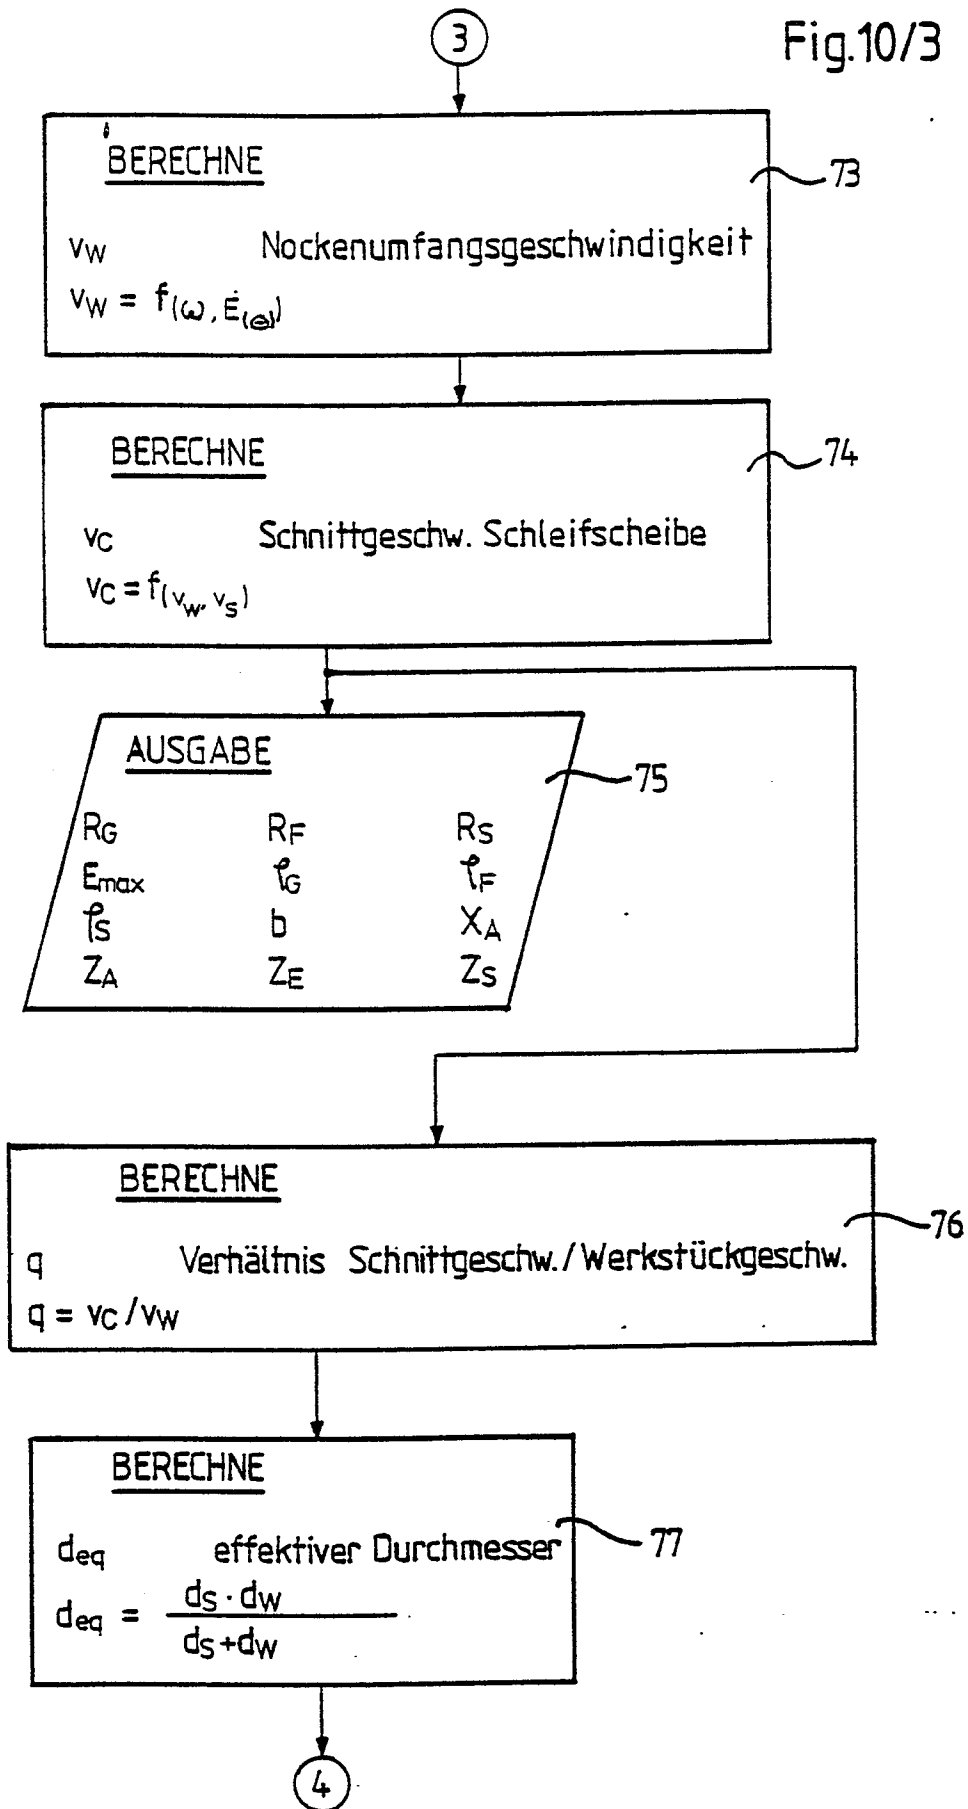 3
Fig.10/3
BERECHNE
73
vW Nockenumfangsgeschwindigkeit
vW = f(ω, Ė(Θ))
BERECHNE
74
vC Schnittgeschw. Schleifscheibe
vC = f(vw, vs)
AUSGABE
75
RG RF RS
Emax ρG ρF
ρS b XA
ZA ZE ZS
BERECHNE
76
q Verhältnis Schnittgeschw./Werkstückgeschw.
q = vC/vW
BERECHNE
77
deq effektiver Durchmesser
deq = dS · dW
dS+dW
4